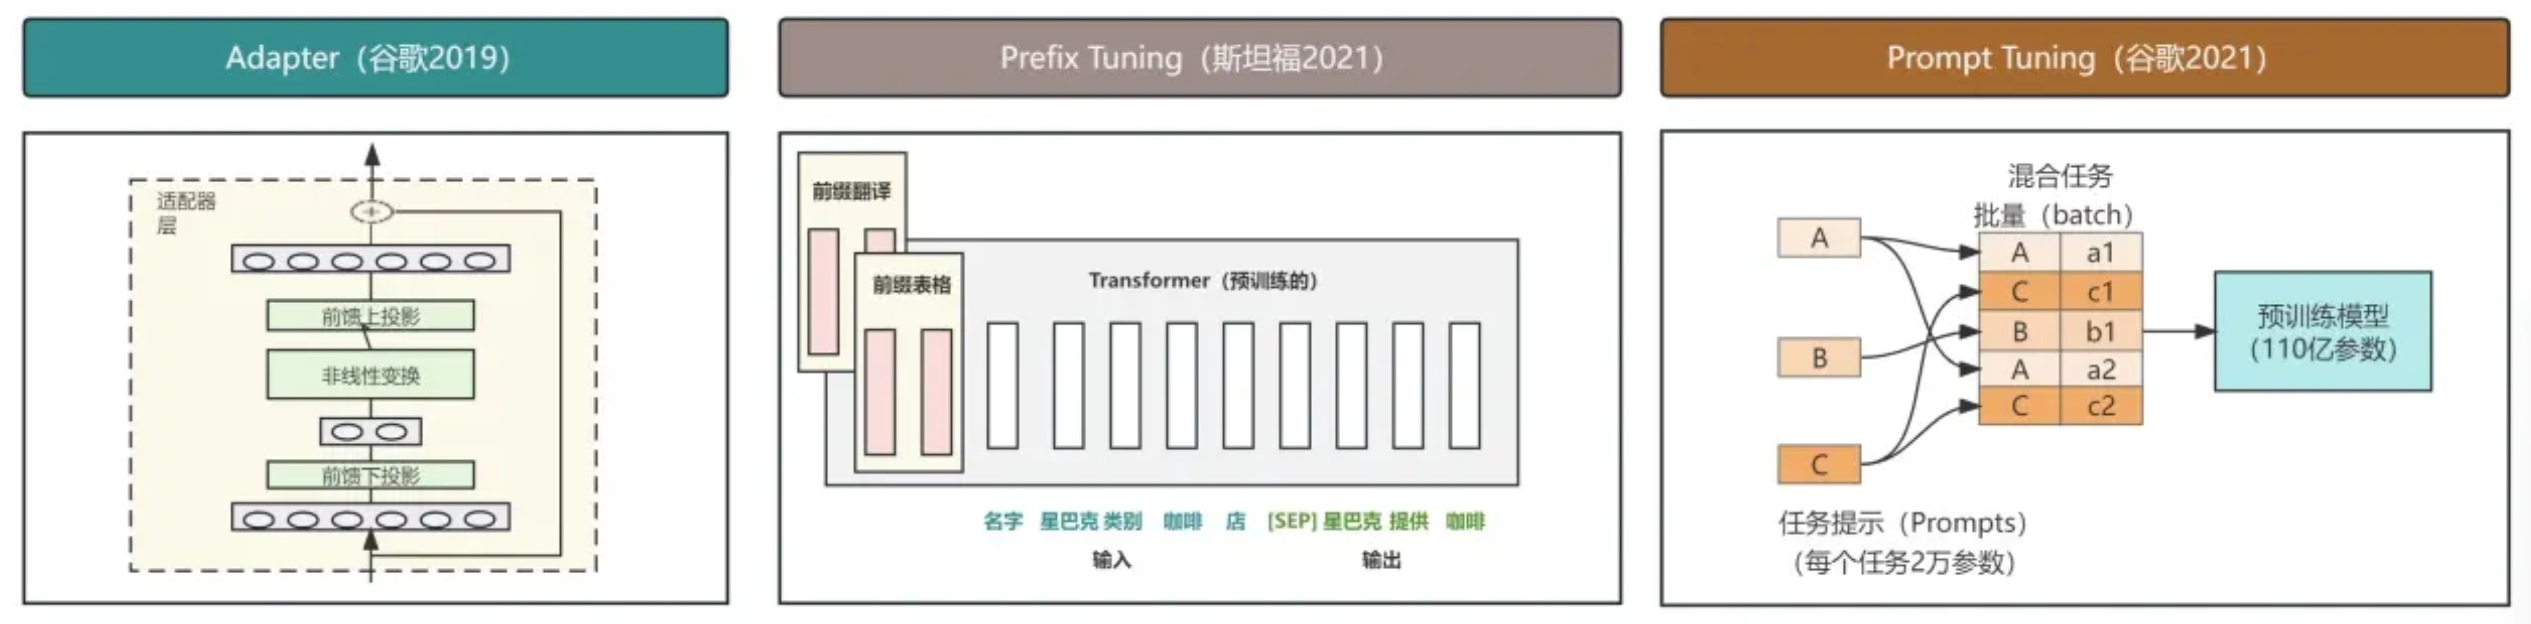 Adapter（谷歌2019）
适配器
层
前馈上投影
非线性变换
前馈下投影
Prefix Tuning（斯坦福2021）
前缀翻译
前缀表格
Transformer（预训练的）
名字 星巴克 类别 咖啡 店 [SEP] 星巴克 提供 咖啡
输入 输出
Prompt Tuning（谷歌2021）
混合任务
批量（batch）
A
B
C
A a1
C c1
B b1
A a2
C c2
预训练模型
（110亿参数）
任务提示（Prompts）
（每个任务2万参数）